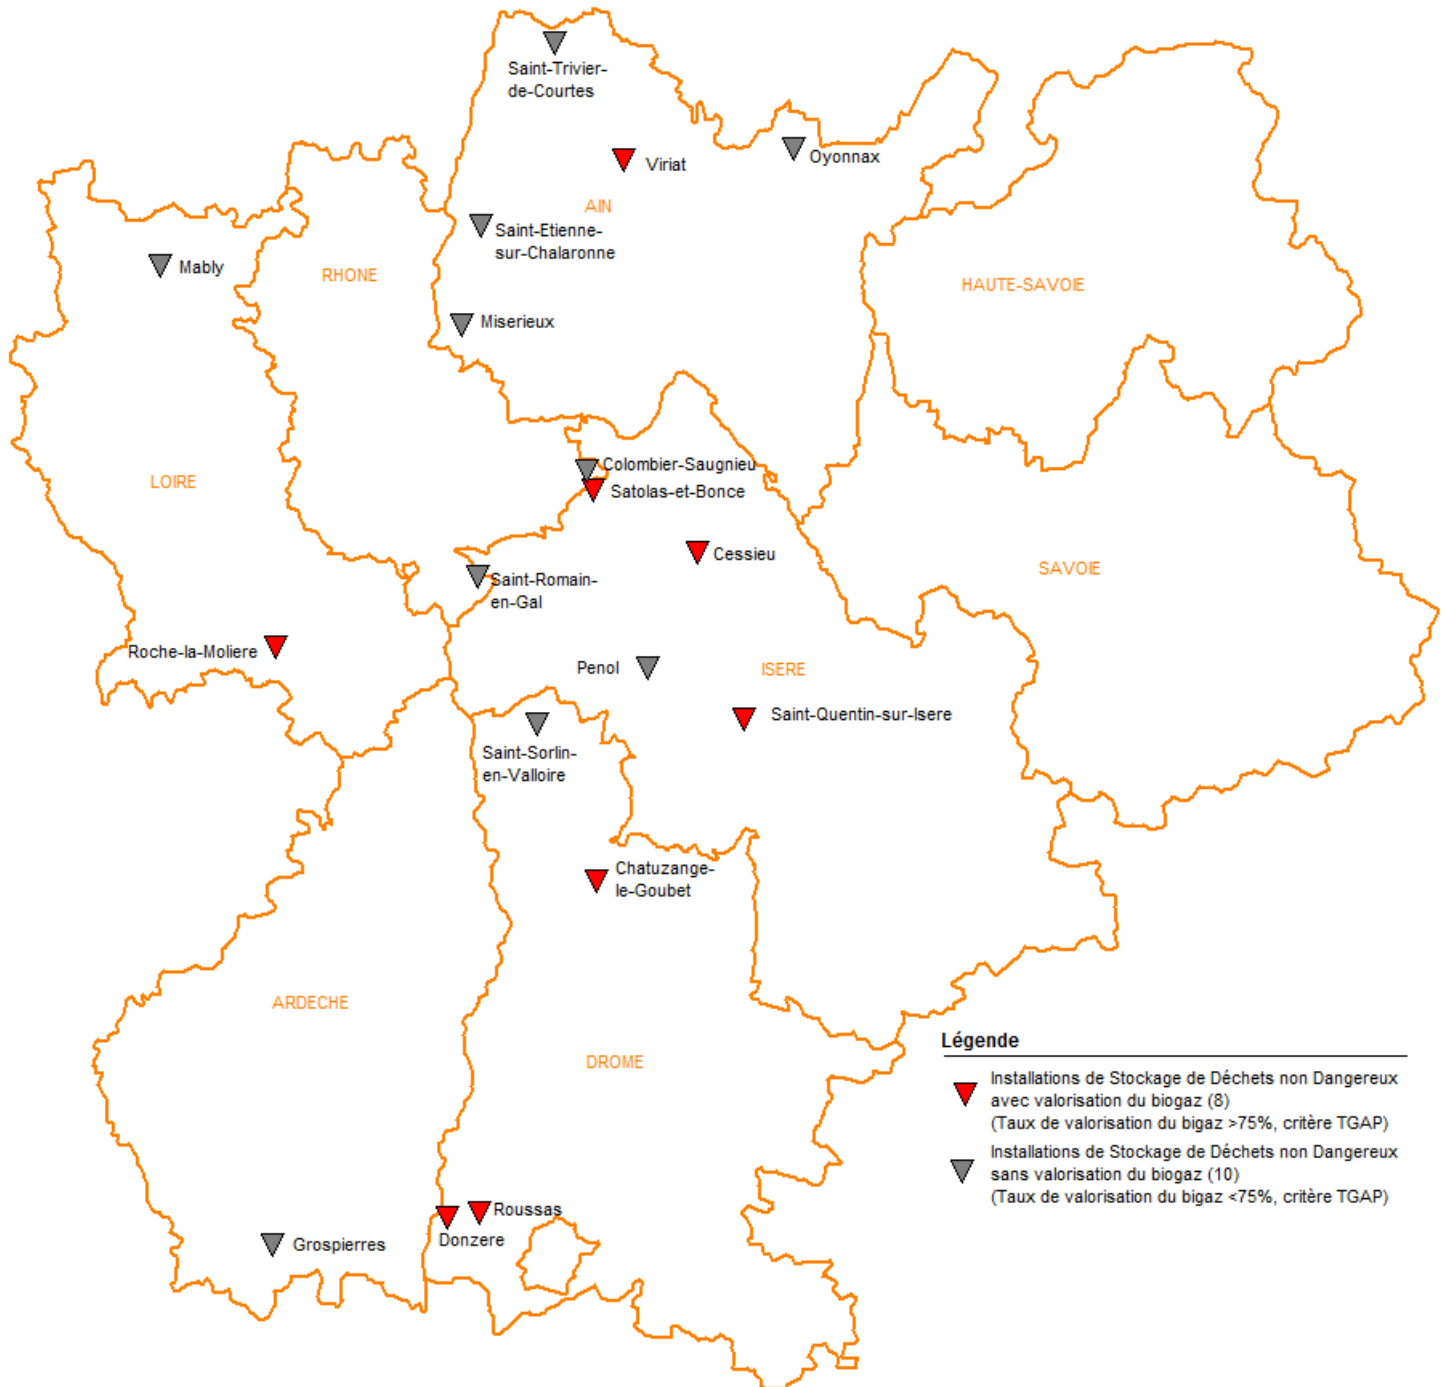 Saint-Trivier-
de-Courtes
Viriat
Oyonnax
AIN
Saint-Etienne-
sur-Chalaronne
Mably
RHONE
HAUTE-SAVOIE
Miserieux
Colombier-Saugnieu
LOIRE
Satolas-et-Bonce
Cessieu
SAVOIE
Saint-Romain-
en-Gal
Roche-la-Moliere
Penol
ISERE
Saint-Quentin-sur-Isere
Saint-Sorlin-
en-Valloire
Chatuzange-
le-Goubet
ARDECHE
DROME
Légende
Installations de Stockage de Déchets non Dangereux
avec valorisation du biogaz (8)
(Taux de valorisation du bigaz >75%, critère TGAP)
Installations de Stockage de Déchets non Dangereux
sans valorisation du biogaz (10)
(Taux de valorisation du bigaz <75%, critère TGAP)
Roussas
Donzere
Grospierres